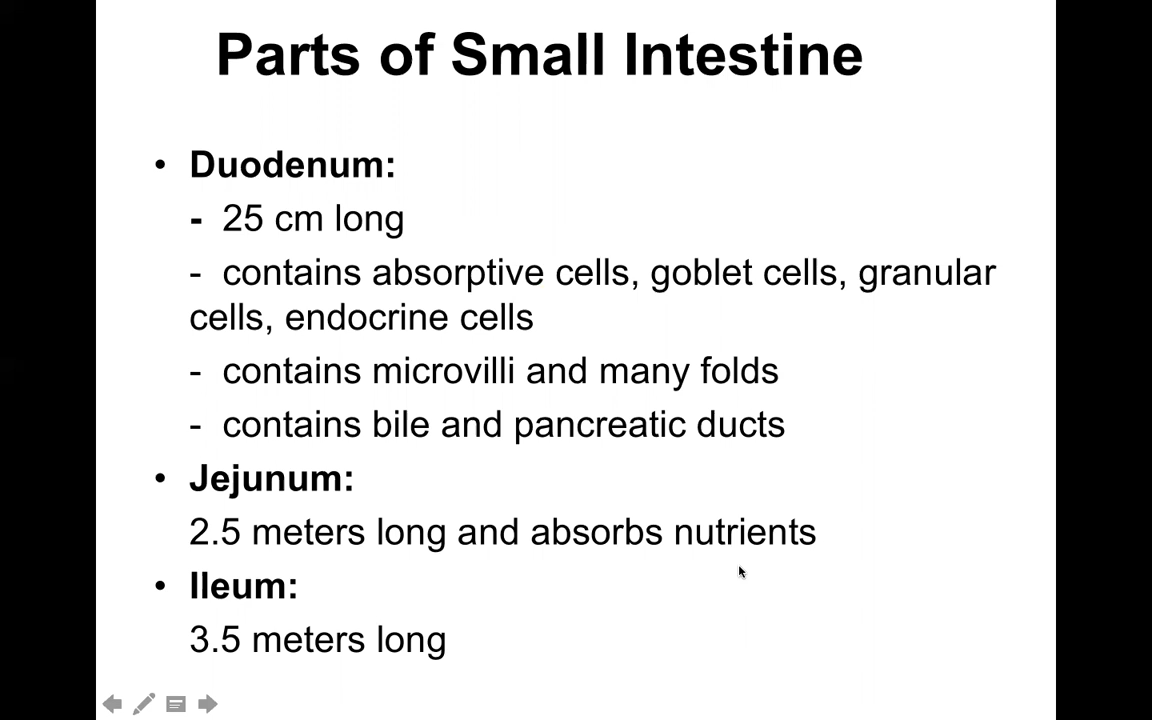 Parts of Small Intestine
• Duodenum:
- 25 cm long
- contains absorptive cells, goblet cells, granular
cells, endocrine cells
- contains microvilli and many folds
- contains bile and pancreatic ducts
• Jejunum:
2.5 meters long and absorbs nutrients
• Ileum:
3.5 meters long